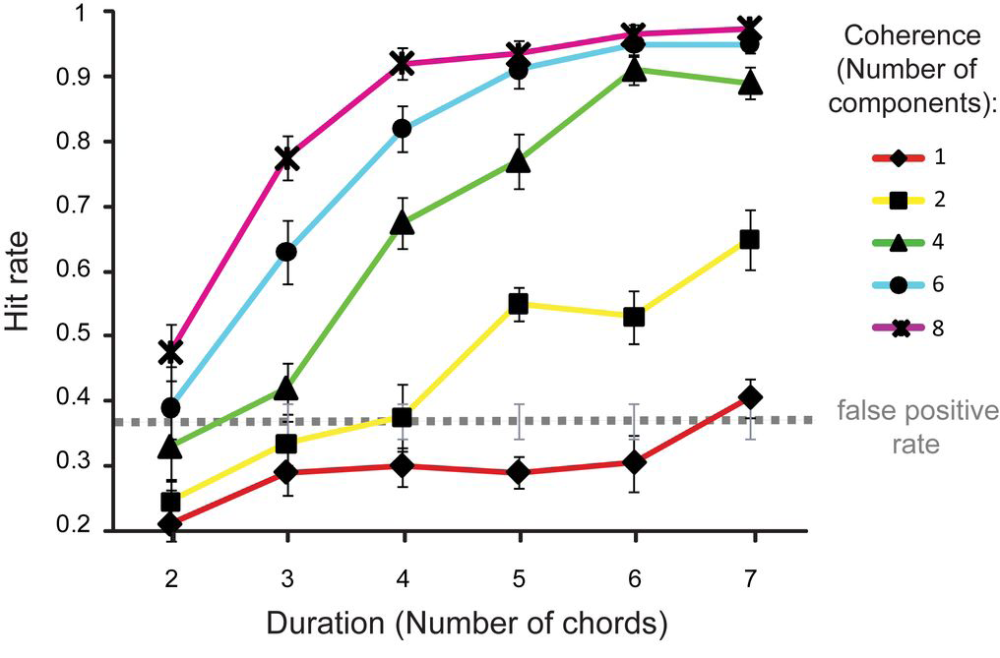 Hit rate
1
0.9
0.8
0.7
0.6
0.5
0.4
0.3
0.2
2 3 4 5 6 7
Duration (Number of chords)
Coherence
(Number of
components):
1
2
4
6
8
false positive
rate